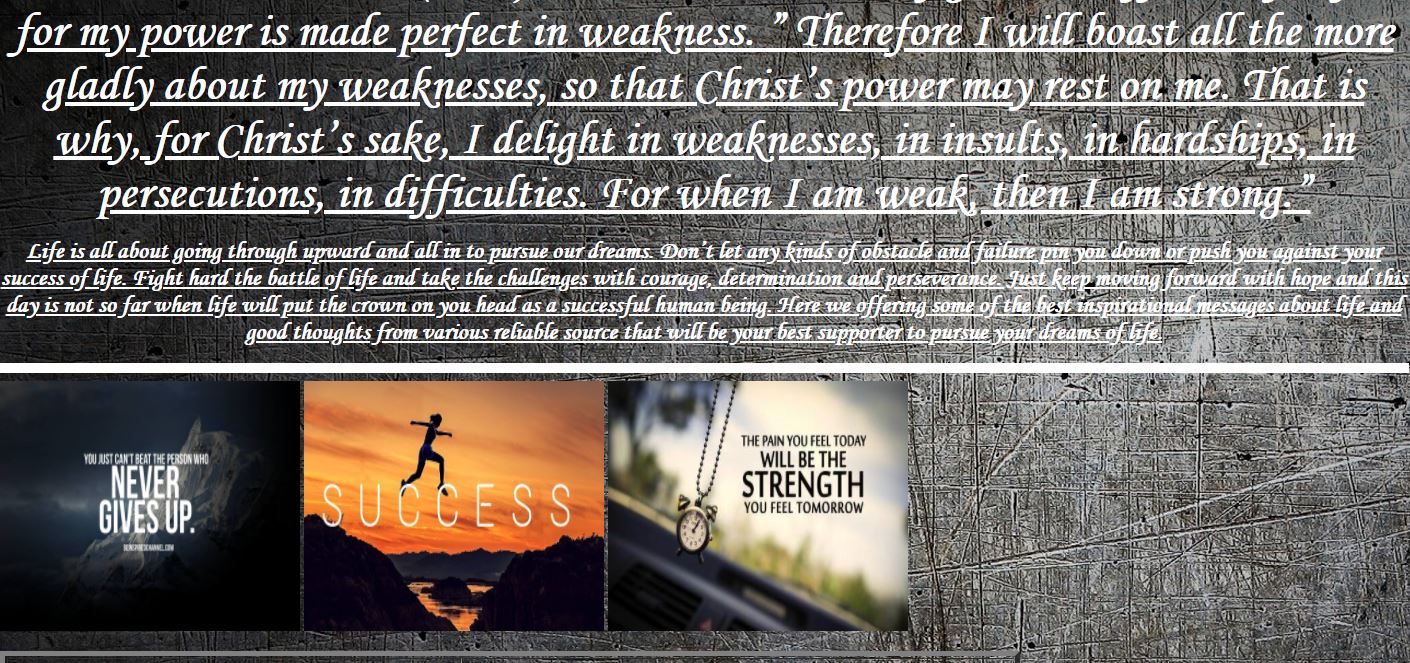 for my power is made perfect in weakness.” Therefore I will boast all the more
gladly about my weaknesses, so that Christ’s power may rest on me. That is
why, for Christ’s sake, I delight in weaknesses, in insults, in hardships, in
persecutions, in difficulties. For when I am weak, then I am strong.”
Life is all about going through upward and all in to pursue our dreams. Don’t let any kinds of obstacle and failure pin you down or push you against your
success of life. Fight hard the battle of life and take the challenges with courage, determination and perseverance. Just keep moving forward with hope and this
day is not so far when life will put the crown on you head as a successful human being. Here we offering some of the best inspirational messages about life and
good thoughts from various reliable source that will be your best supporter to pursue your dreams of life.
YOU JUST CAN'T BEAT THE PERSON WHO
NEVER
GIVES UP.
BEINSPIREDCHANNEL.COM
SUCCESS
THE PAIN YOU FEEL TODAY
WILL BE THE
STRENGTH
YOU FEEL TOMORROW